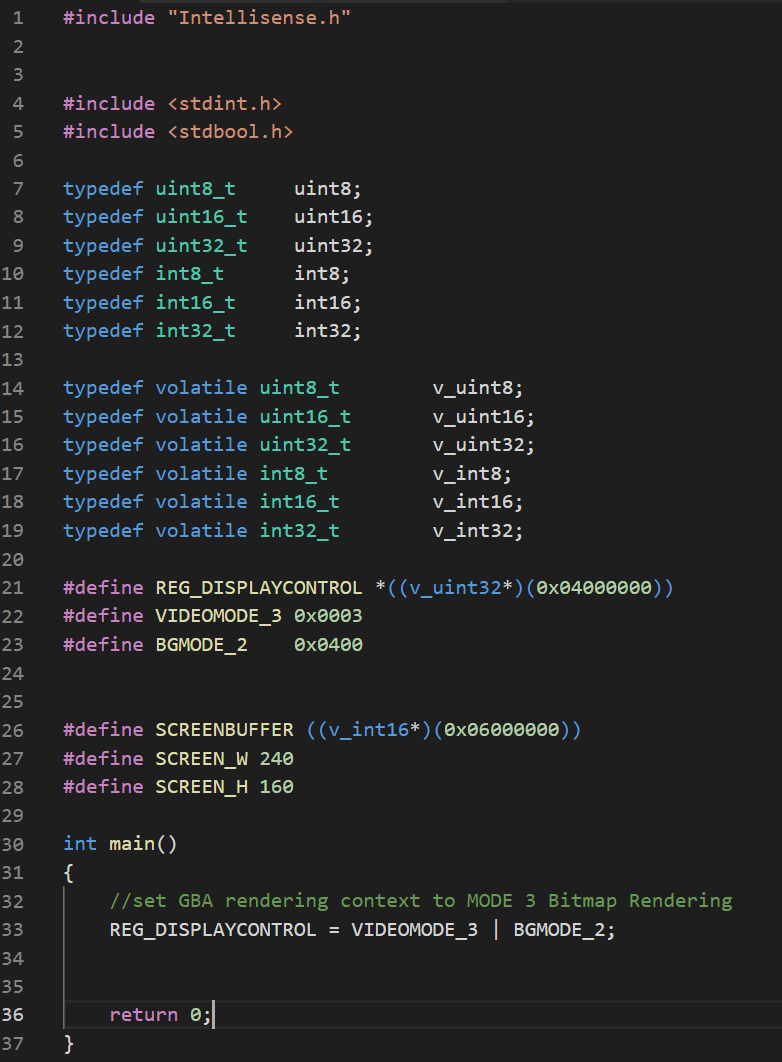 1 #include "Intellisense.h"
2
3
4 #include <stdint.h>
5 #include <stdbool.h>
6
7 typedef uint8_t     uint8;
8 typedef uint16_t    uint16;
9 typedef uint32_t    uint32;
10 typedef int8_t      int8;
11 typedef int16_t     int16;
12 typedef int32_t     int32;
13
14 typedef volatile uint8_t        v_uint8;
15 typedef volatile uint16_t       v_uint16;
16 typedef volatile uint32_t       v_uint32;
17 typedef volatile int8_t         v_int8;
18 typedef volatile int16_t        v_int16;
19 typedef volatile int32_t        v_int32;
20
21 #define REG_DISPLAYCONTROL *((v_uint32*)(0x04000000))
22 #define VIDEOMODE_3 0x0003
23 #define BGMODE_2    0x0400
24
25
26 #define SCREENBUFFER ((v_int16*)(0x06000000))
27 #define SCREEN_W 240
28 #define SCREEN_H 160
29
30 int main()
31 {
32     //set GBA rendering context to MODE 3 Bitmap Rendering
33     REG_DISPLAYCONTROL = VIDEOMODE_3 | BGMODE_2;
34
35
36     return 0;
37 }